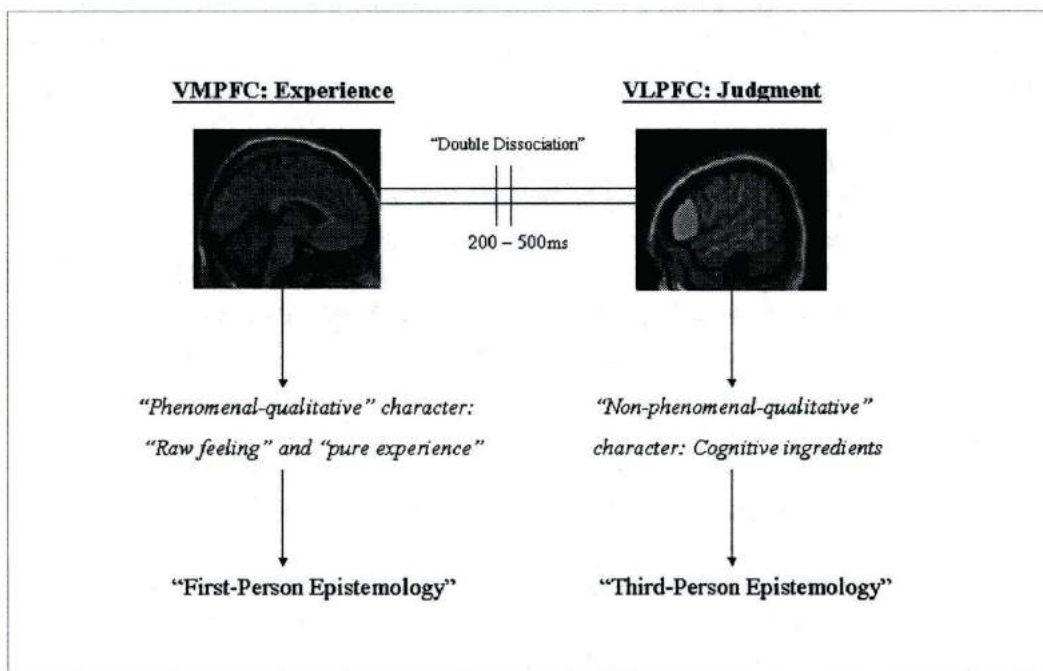 VMPFC: Experience
VLPFC: Judgment
“Double Dissociation”
200 – 500ms
“Phenomenal-qualitative” character:
“Raw feeling” and “pure experience”
“Non-phenomenal-qualitative”
character: Cognitive ingredients
“First-Person Epistemology”
“Third-Person Epistemology”